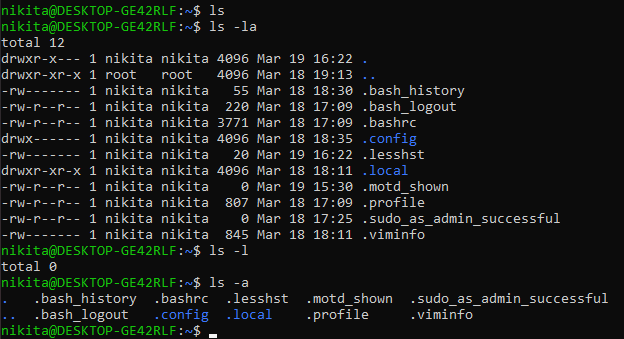 nikita@DESKTOP-GE42RLF:~$ ls
nikita@DESKTOP-GE42RLF:~$ ls -la
total 12
drwxr-x--- 1 nikita nikita 4096 Mar 19 16:22 .
drwxr-xr-x 1 root   root   4096 Mar 18 19:13 ..
-rw------- 1 nikita nikita   55 Mar 18 18:30 .bash_history
-rw-r--r-- 1 nikita nikita  220 Mar 18 17:09 .bash_logout
-rw-r--r-- 1 nikita nikita 3771 Mar 18 17:09 .bashrc
drwx------ 1 nikita nikita 4096 Mar 18 18:35 .config
-rw------- 1 nikita nikita   20 Mar 19 16:22 .lesshst
drwxr-xr-x 1 nikita nikita 4096 Mar 18 18:11 .local
-rw-r--r-- 1 nikita nikita    0 Mar 19 15:30 .motd_shown
-rw-r--r-- 1 nikita nikita  807 Mar 18 17:09 .profile
-rw-r--r-- 1 nikita nikita    0 Mar 18 17:25 .sudo_as_admin_successful
-rw------- 1 nikita nikita  845 Mar 18 18:11 .viminfo
nikita@DESKTOP-GE42RLF:~$ ls -l
total 0
nikita@DESKTOP-GE42RLF:~$ ls -a
.   .bash_history  .bashrc  .lesshst  .motd_shown  .sudo_as_admin_successful
..  .bash_logout   .config  .local    .profile     .viminfo
nikita@DESKTOP-GE42RLF:~$